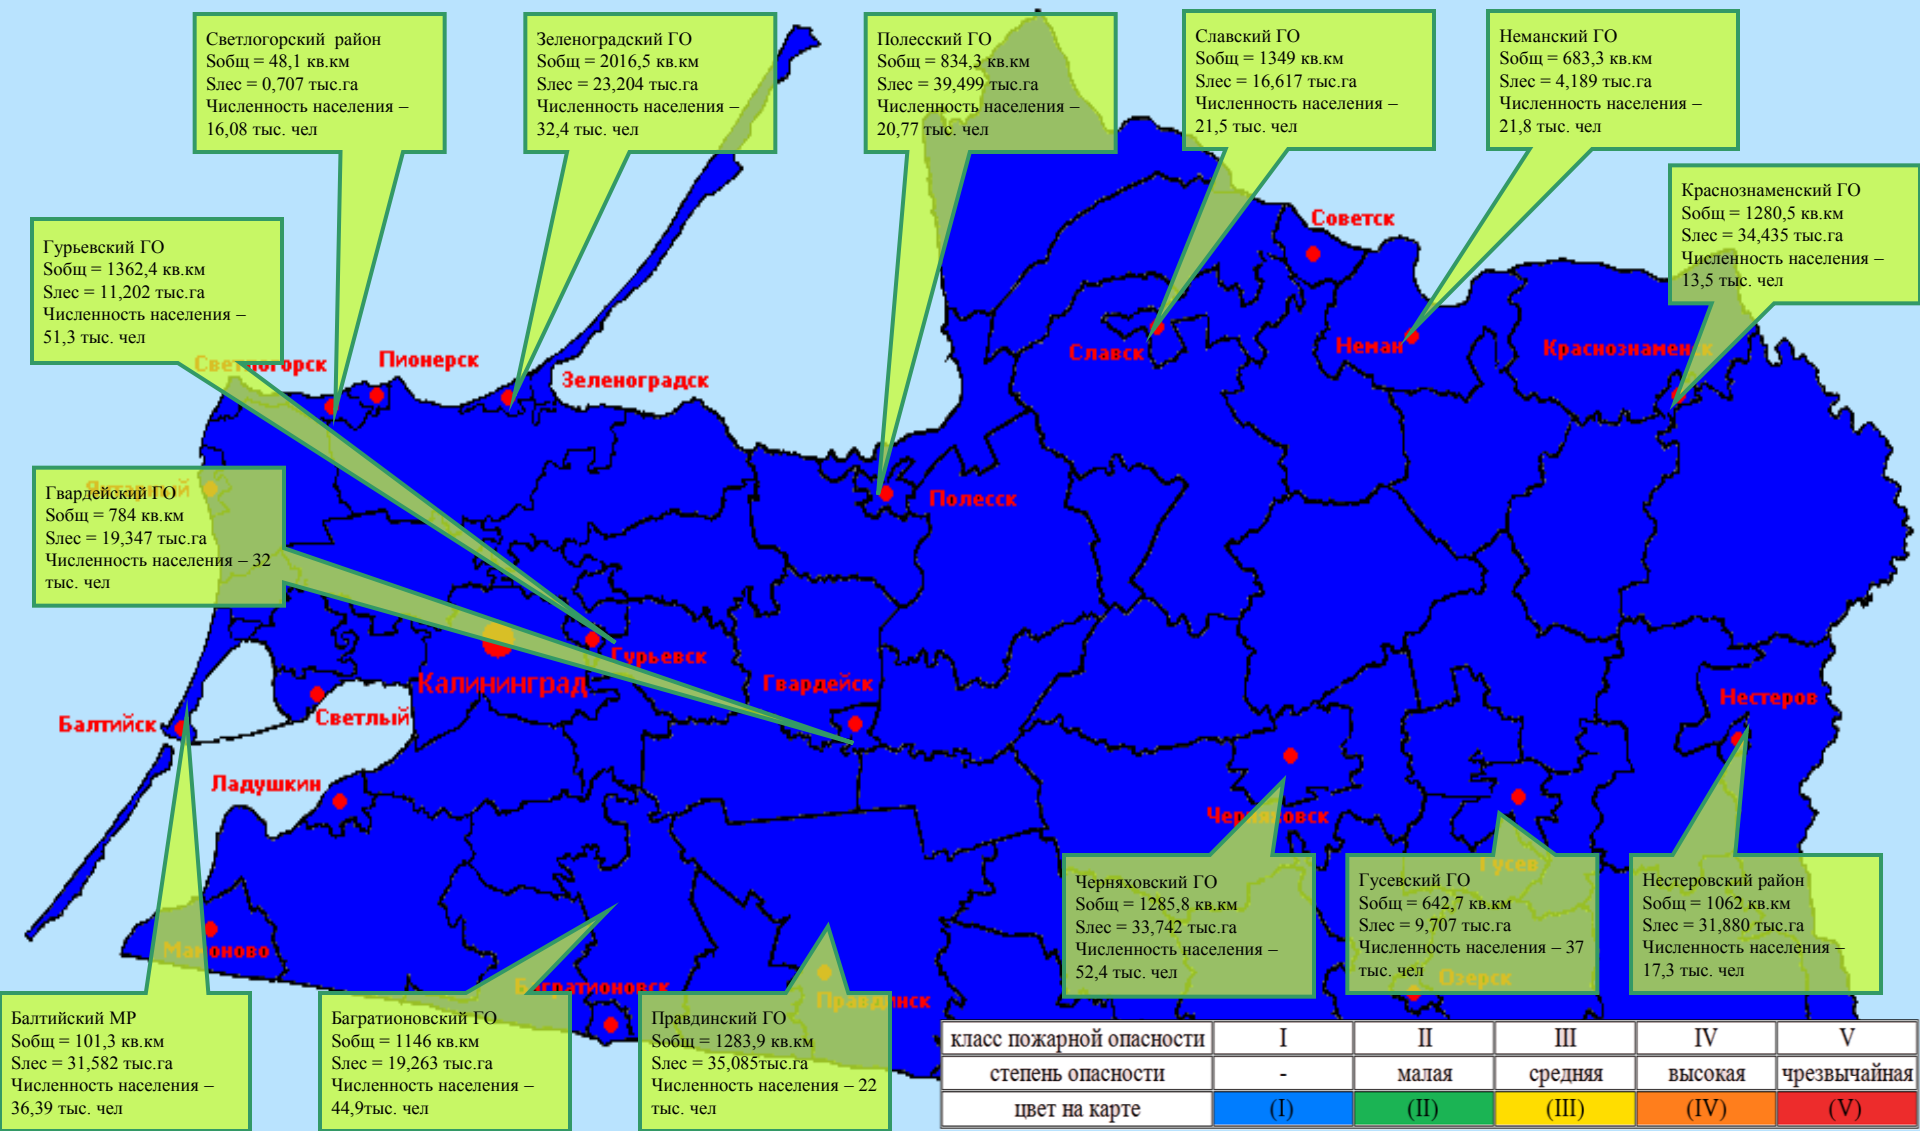 Светлогорский район
Sобщ = 48,1 кв.км
Sлес = 0,707 тыс.га
Численность населения –
16,08 тыс. чел
Зеленоградский ГО
Sобщ = 2016,5 кв.км
Sлес = 23,204 тыс.га
Численность населения –
32,4 тыс. чел
Полесский ГО
Sобщ = 834,3 кв.км
Sлес = 39,499 тыс.га
Численность населения –
20,77 тыс. чел
Славский ГО
Sобщ = 1349 кв.км
Sлес = 16,617 тыс.га
Численность населения –
21,5 тыс. чел
Неманский ГО
Sобщ = 683,3 кв.км
Sлес = 4,189 тыс.га
Численность населения –
21,8 тыс. чел
Краснознаменский ГО
Sобщ = 1280,5 кв.км
Sлес = 34,435 тыс.га
Численность населения –
13,5 тыс. чел
Гурьевский ГО
Sобщ = 1362,4 кв.км
Sлес = 11,202 тыс.га
Численность населения –
51,3 тыс. чел
Советск
Славск
Неман
Краснознаменск
Светлогорск
Пионерск
Зеленоградск
Янтарный
Гвардейский ГО
Sобщ = 784 кв.км
Sлес = 19,347 тыс.га
Численность населения – 32
тыс. чел
Полесск
Гурьевск
Калининград
Гвардейск
Нестеров
Балтийск
Светлый
Ладушкин
Черняховск
Гусев
Мамоново
Багратионовск
Правдинск
Озерск
Черняховский ГО
Sобщ = 1285,8 кв.км
Sлес = 33,742 тыс.га
Численность населения –
52,4 тыс. чел
Гусевский ГО
Sобщ = 642,7 кв.км
Sлес = 9,707 тыс.га
Численность населения – 37
тыс. чел
Нестеровский район
Sобщ = 1062 кв.км
Sлес = 31,880 тыс.га
Численность населения –
17,3 тыс. чел
Балтийский МР
Sобщ = 101,3 кв.км
Sлес = 31,582 тыс.га
Численность населения –
36,39 тыс. чел
Багратионовский ГО
Sобщ = 1146 кв.км
Sлес = 19,263 тыс.га
Численность населения –
44,9тыс. чел
Правдинский ГО
Sобщ = 1283,9 кв.км
Sлес = 35,085тыс.га
Численность населения – 22
тыс. чел
класс пожарной опасности I II III IV V
степень опасности - малая средняя высокая чрезвычайная
цвет на карте (I) (II) (III) (IV) (V)